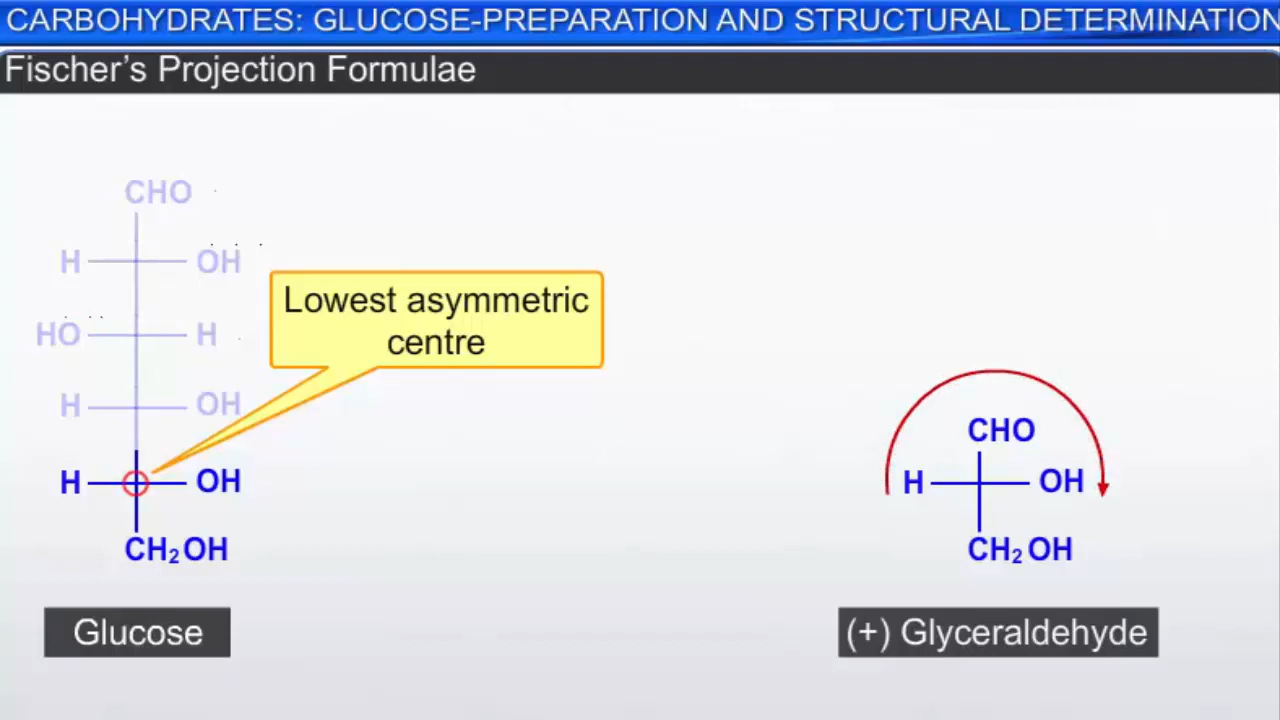 CARBOHYDRATES: GLUCOSE-PREPARATION AND STRUCTURAL DETERMINATION
Fischer’s Projection Formulae
CHO
H OH
HO H
H OH
H OH
CH₂OH
Glucose
Lowest asymmetric
centre
CHO
H OH
CH₂OH
(+) Glyceraldehyde